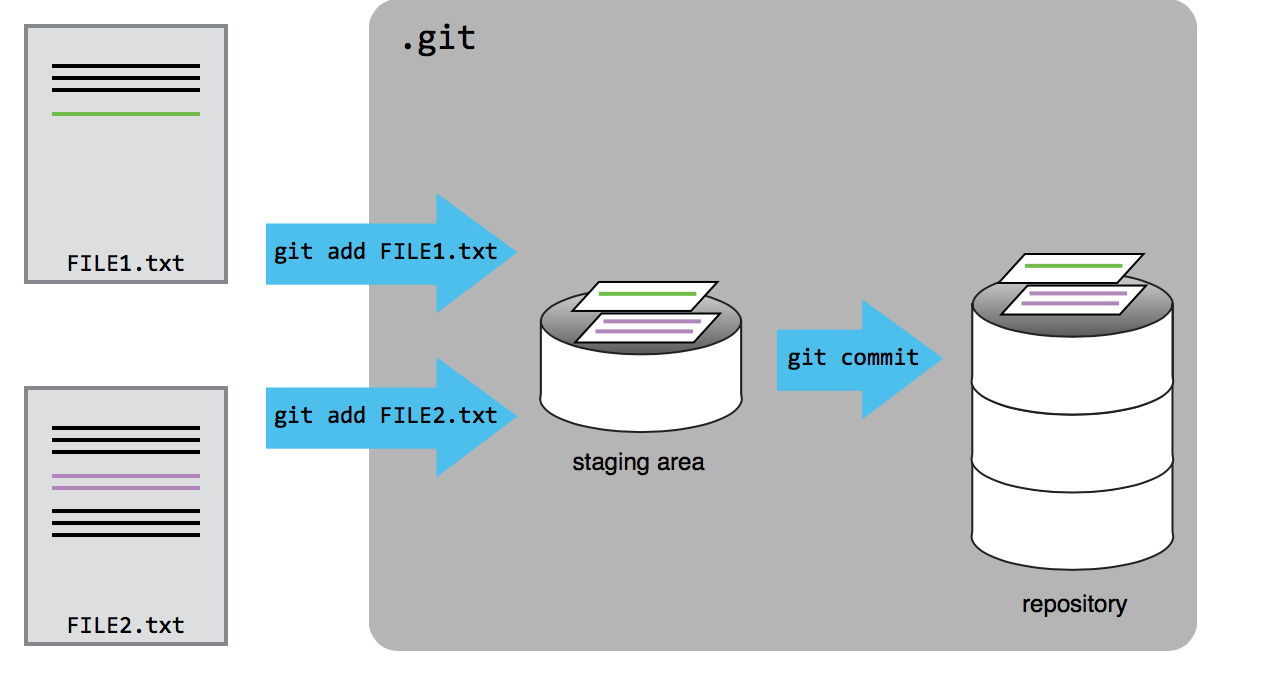 .git
FILE1.txt
git add FILE1.txt
git add FILE2.txt
git commit
staging area
repository
FILE2.txt